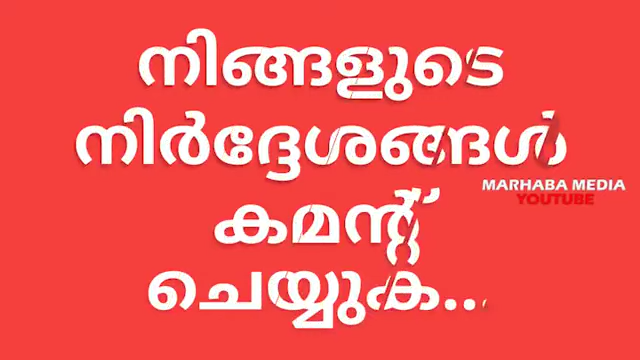 നിങ്ങളുടെ
നിർദ്ദേശങ്ങൾ
MARHABA MEDIA
YOUTUBE
കമന്റ്
ചെയ്യുക...